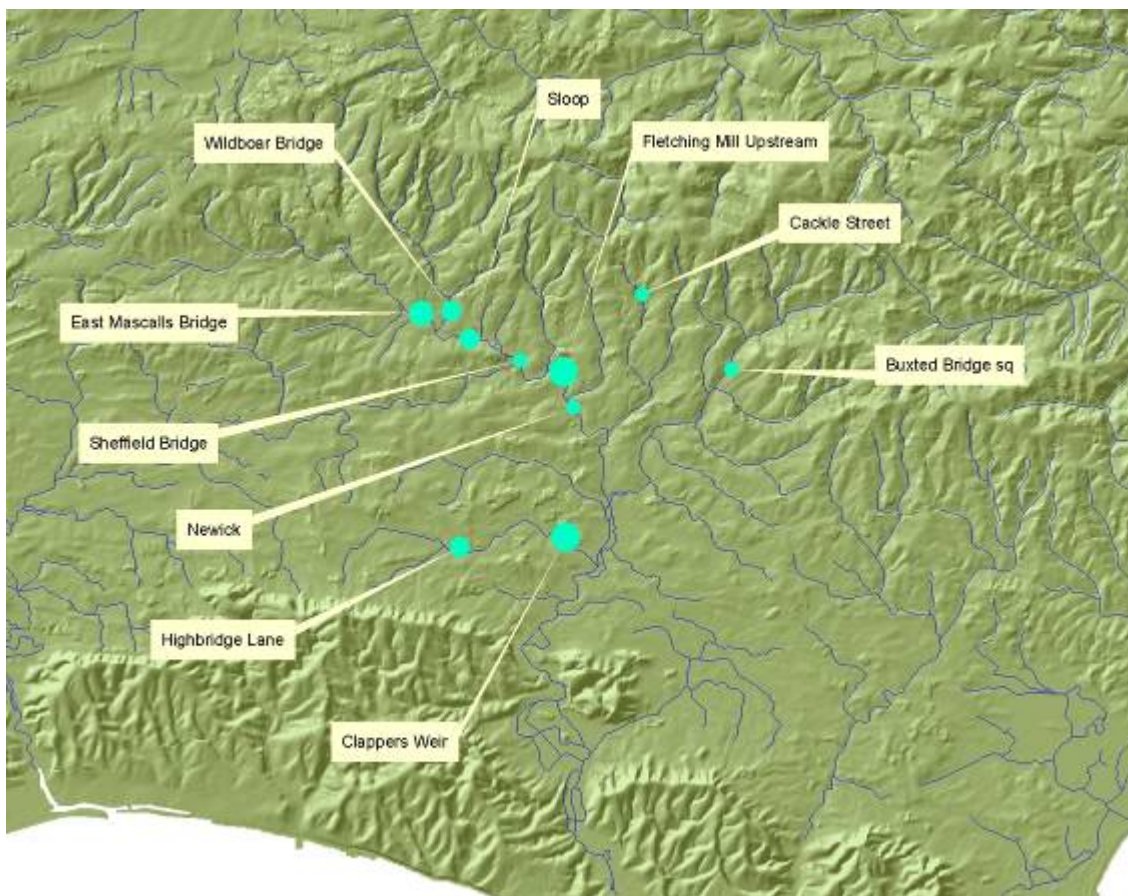 Sloop
Wildboar Bridge
Fletching Mill Upstream
Cackle Street
East Mascalls Bridge
Buxted Bridge sq
Sheffield Bridge
Newick
Highbridge Lane
Clappers Weir